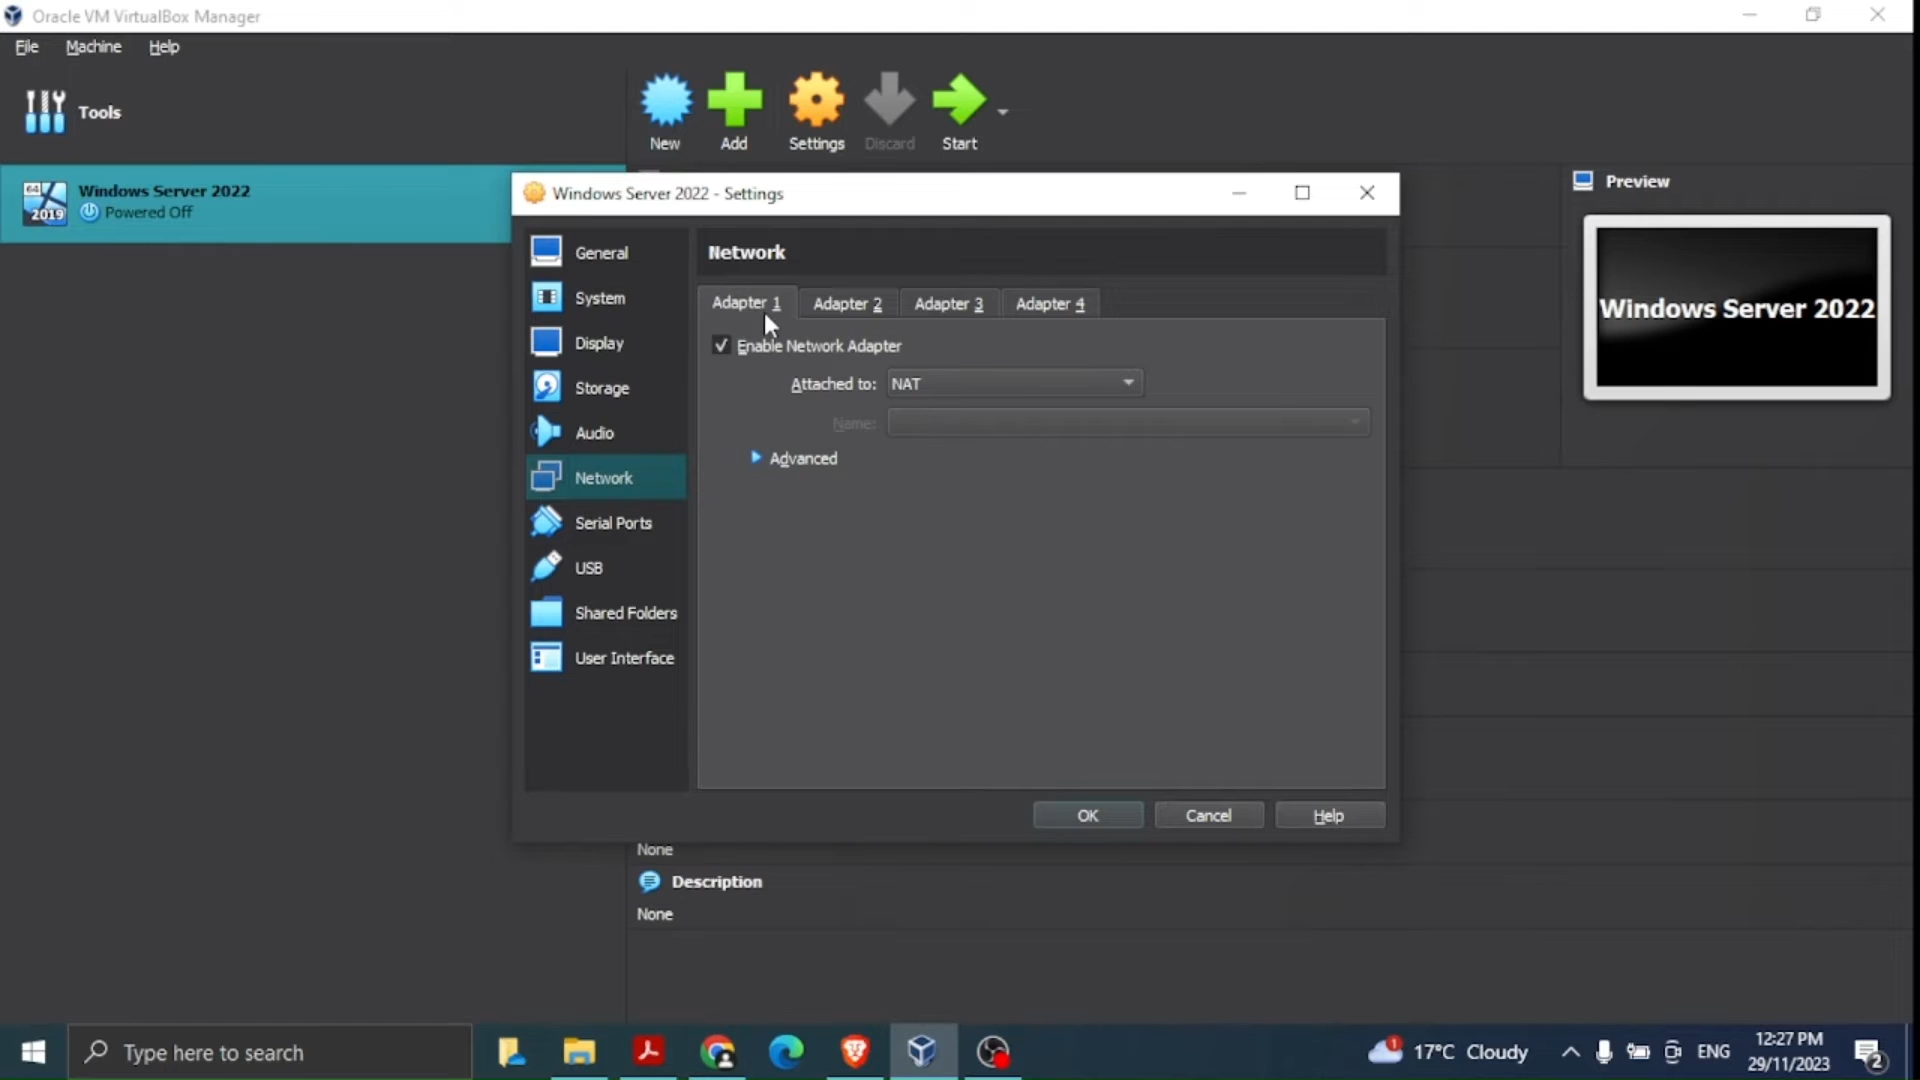 Oracle VM VirtualBox Manager
File Machine Help
Tools
New Add Settings Discard Start
64
2019
Windows Server 2022
Powered Off
Preview
Windows Server 2022
Windows Server 2022 - Settings
General
System
Display
Storage
Audio
Network
Serial Ports
USB
Shared Folders
User Interface
Network
Adapter 1 Adapter 2 Adapter 3 Adapter 4
Enable Network Adapter
Attached to: NAT
Name:
Advanced
OK Cancel Help
None
Description
None
Type here to search
1
17°C Cloudy
ENG
12:27 PM
29/11/2023
2